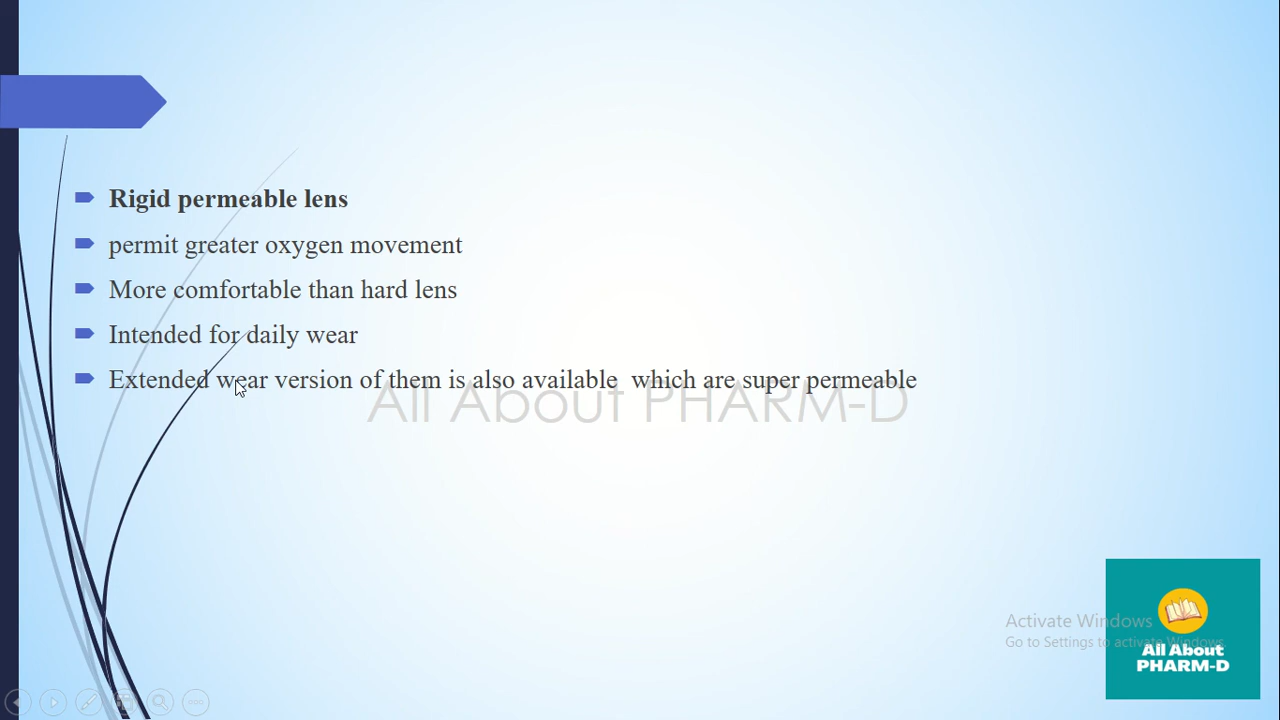 Rigid permeable lens
permit greater oxygen movement
More comfortable than hard lens
Intended for daily wear
Extended wear version of them is also available which are super permeable
All About PHARM-D
Activate Windows
Go to Settings to activate Windows.
All About
PHARM-D